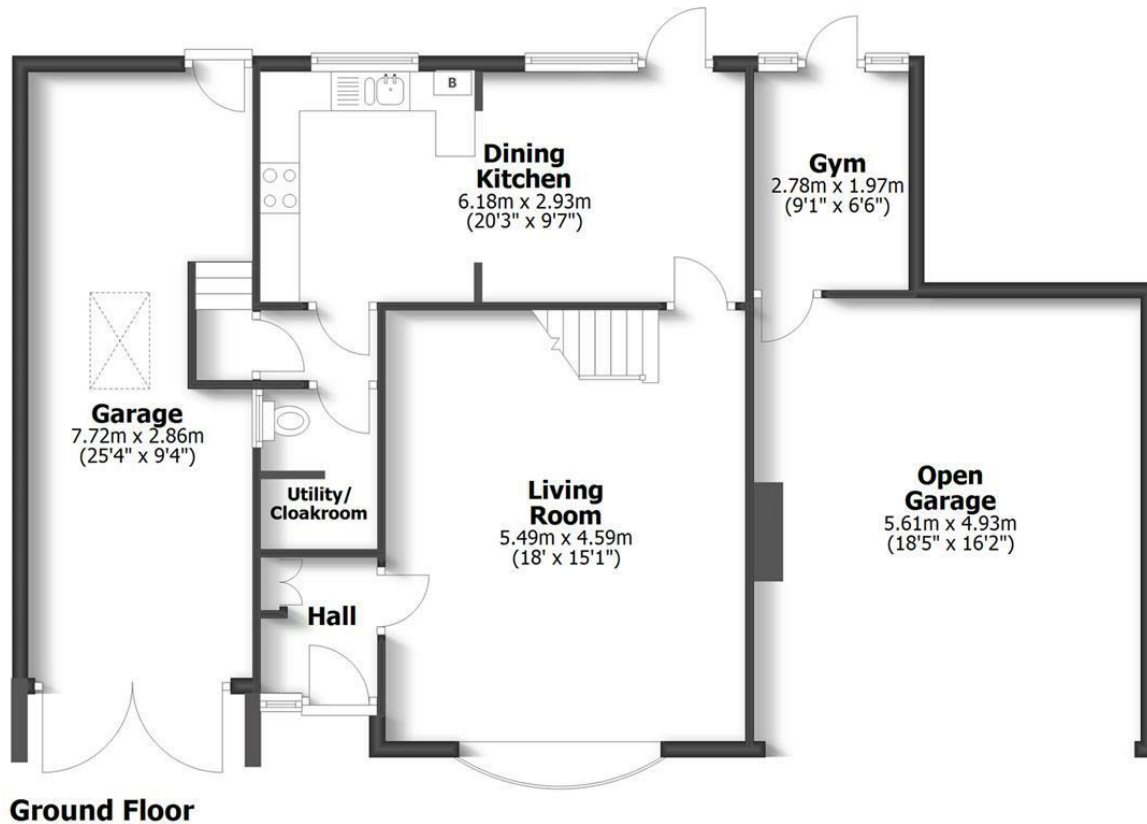 B
Dining
Kitchen
6.18m x 2.93m
(20'3" x 9'7")
Gym
2.78m x 1.97m
(9'1" x 6'6")
Garage
7.72m x 2.86m
(25'4" x 9'4")
Utility/
Cloakroom
Living
Room
5.49m x 4.59m
(18' x 15'1")
Open
Garage
5.61m x 4.93m
(18'5" x 16'2")
Hall
Ground Floor